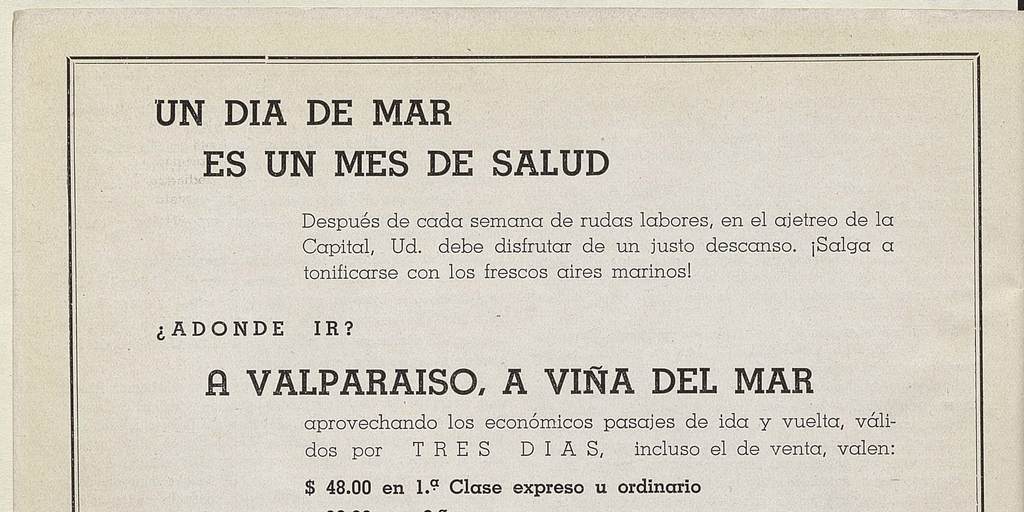 UN DIA DE MAR
ES UN MES DE SALUD
Después de cada semana de rudas labores, en el ajetreo de la
Capital, Ud. debe disfrutar de un justo descanso. ¡Salga a
tonificarse con los frescos aires marinos!
¿ADONDE IR?
A VALPARAISO, A VIÑA DEL MAR
aprovechando los económicos pasajes de ida y vuelta, váli-
dos por TRES DIAS, incluso el de venta, valen:
$ 48.00 en 1.ª Clase expreso u ordinario